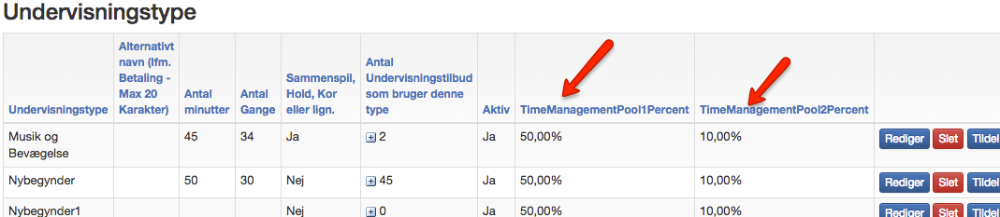 Undervisningstype
Undervisningstype
Alternativt
navn (Ifm.
Betaling -
Max 20
Karakter)
Antal
minutter
Antal
Gange
Sammenspil,
Hold, Kor
eller lign.
Antal
Undervisningstilbud
som bruger denne
type
Aktiv
TimeManagementPool1Percent
TimeManagementPool2Percent
Musik og
Bevægelse
45
34
Ja
2
Ja
50,00%
10,00%
Rediger
Slet
Tildel
Nybegynder
50
30
Nej
45
Ja
50,00%
10,00%
Rediger
Slet
Tildel
Nybegynder1
Nej
0
Ja
50,00%
10,00%
Rediger
Slet
Tildel